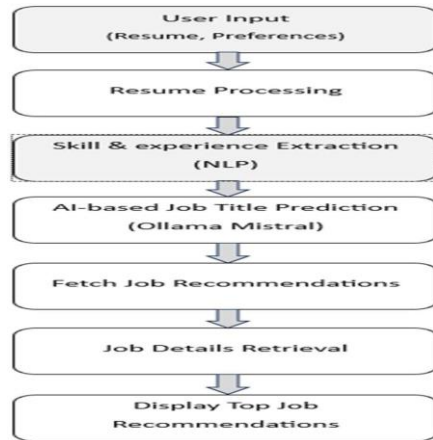 User Input
(Resume, Preferences)
Resume Processing
Skill & experience Extraction
(NLP)
AI-based Job Title Prediction
(Ollama Mistral)
Fetch Job Recommendations
Job Details Retrieval
Display Top Job
Recommendations